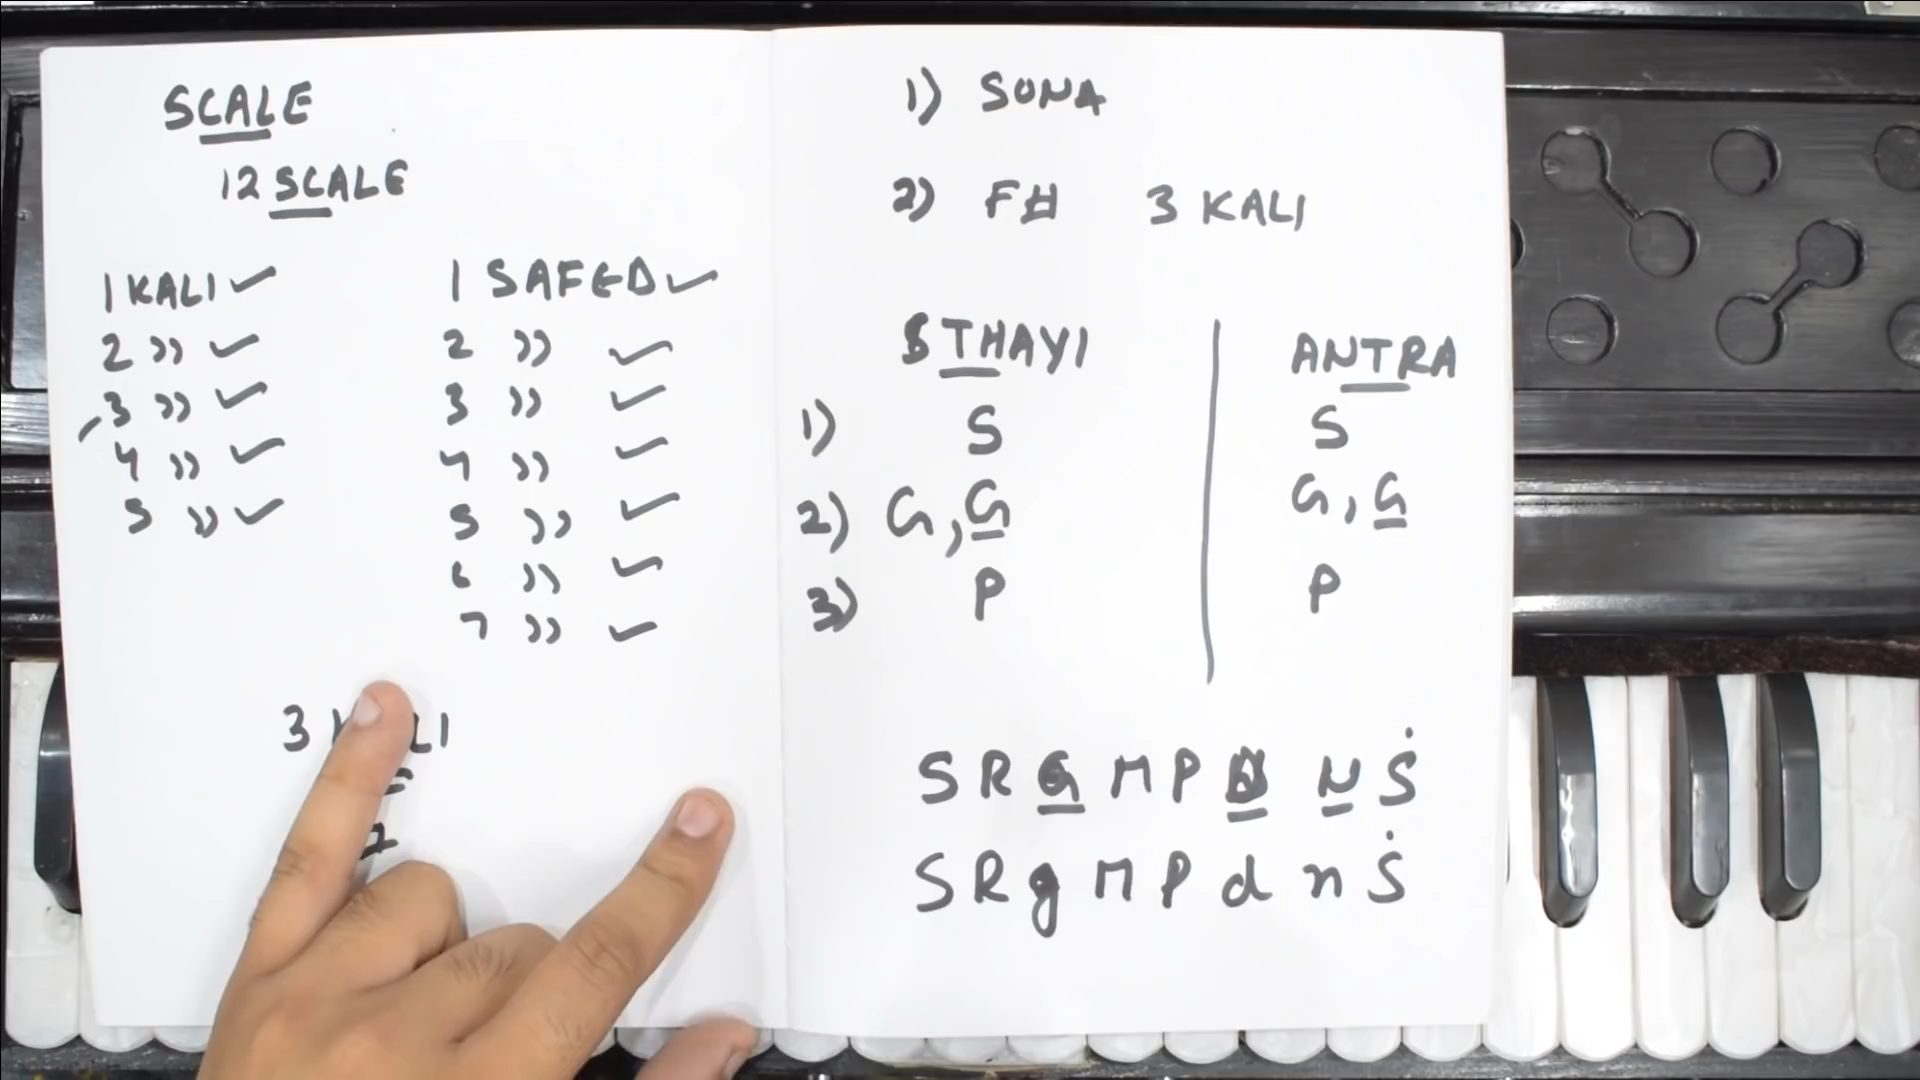 SCALE
12 SCALE
1 KALI ✓
2 〃 ✓
3 〃 ✓
4 〃 ✓
5 〃 ✓
1 SAFED ✓
2 〃 ✓
3 〃 ✓
4 〃 ✓
5 〃 ✓
6 〃 ✓
7 〃 ✓
3
1) SONA
2) F# 3 KALI
STHAYI
1) S
2) G, G̲
3) P
ANTRA
S
G, G̲
P
S R G̲ M P D̲ N̲ Ṡ
S R g M P d n Ṡ